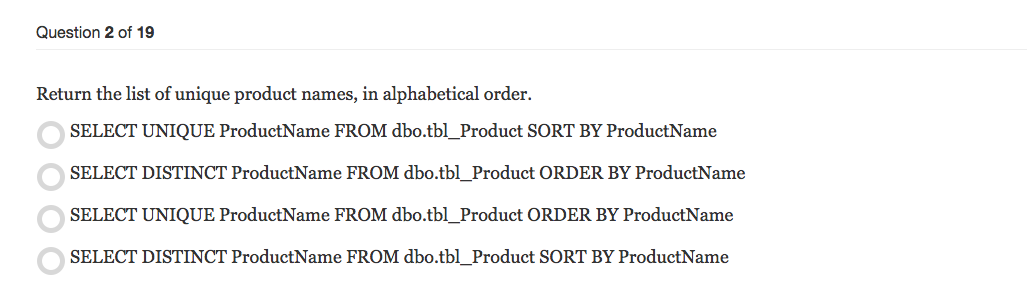 Question 2 of 19
Return the list of unique product names, in alphabetical order.
SELECT UNIQUE ProductName FROM dbo.tbl_Product SORT BY ProductName
SELECT DISTINCT ProductName FROM dbo.tbl_Product ORDER BY ProductName
SELECT UNIQUE ProductName FROM dbo.tbl_Product ORDER BY ProductName
SELECT DISTINCT ProductName FROM dbo.tbl_Product SORT BY ProductName